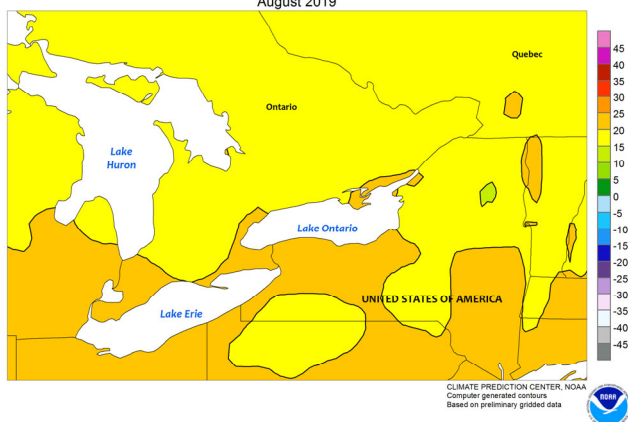 August 2019
Quebec
Ontario
Lake
Huron
Lake Ontario
UNITED STATES OF AMERICA
Lake Erie
45
40
35
30
25
20
15
10
5
0
-5
-10
-15
-20
-25
-30
-35
-40
-45
CLIMATE PREDICTION CENTER, NOAA
Computer generated contours
Based on preliminary gridded data
NOAA